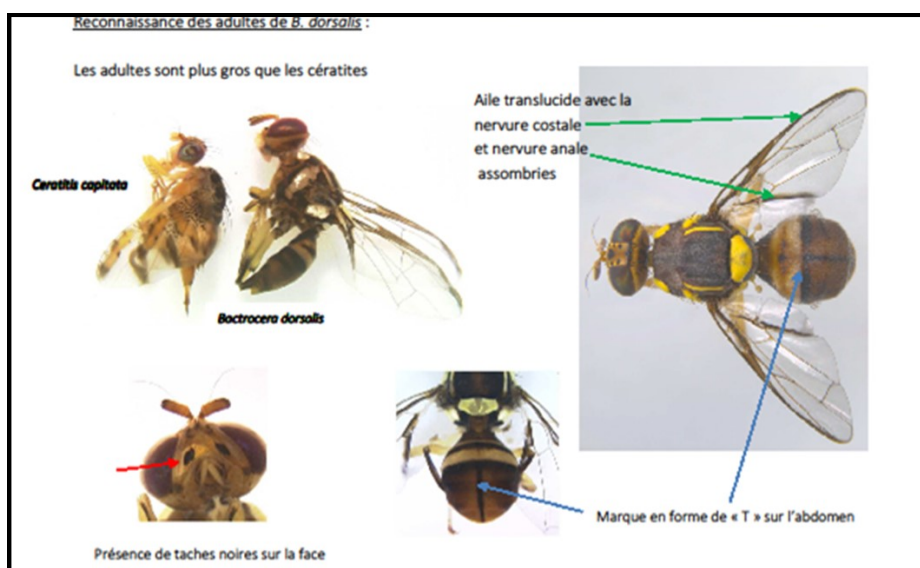 Reconnaissance des adultes de B. dorsalis :
Les adultes sont plus gros que les cératites
Aile translucide avec la
nervure costale
et nervure anale
assombries
Ceratitis capitata
Bactrocera dorsalis
Marque en forme de « T » sur l'abdomen
Présence de taches noires sur la face